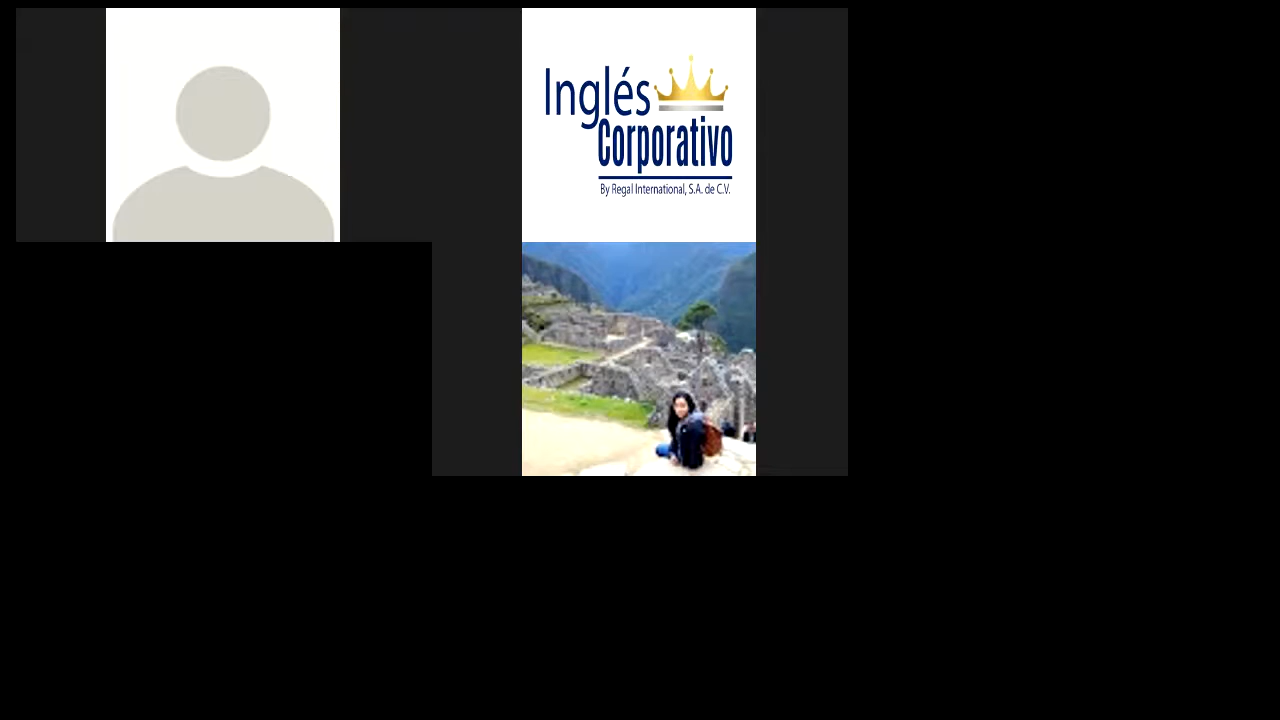 Inglés
Corporativo
By Regal International, S.A. de C.V.